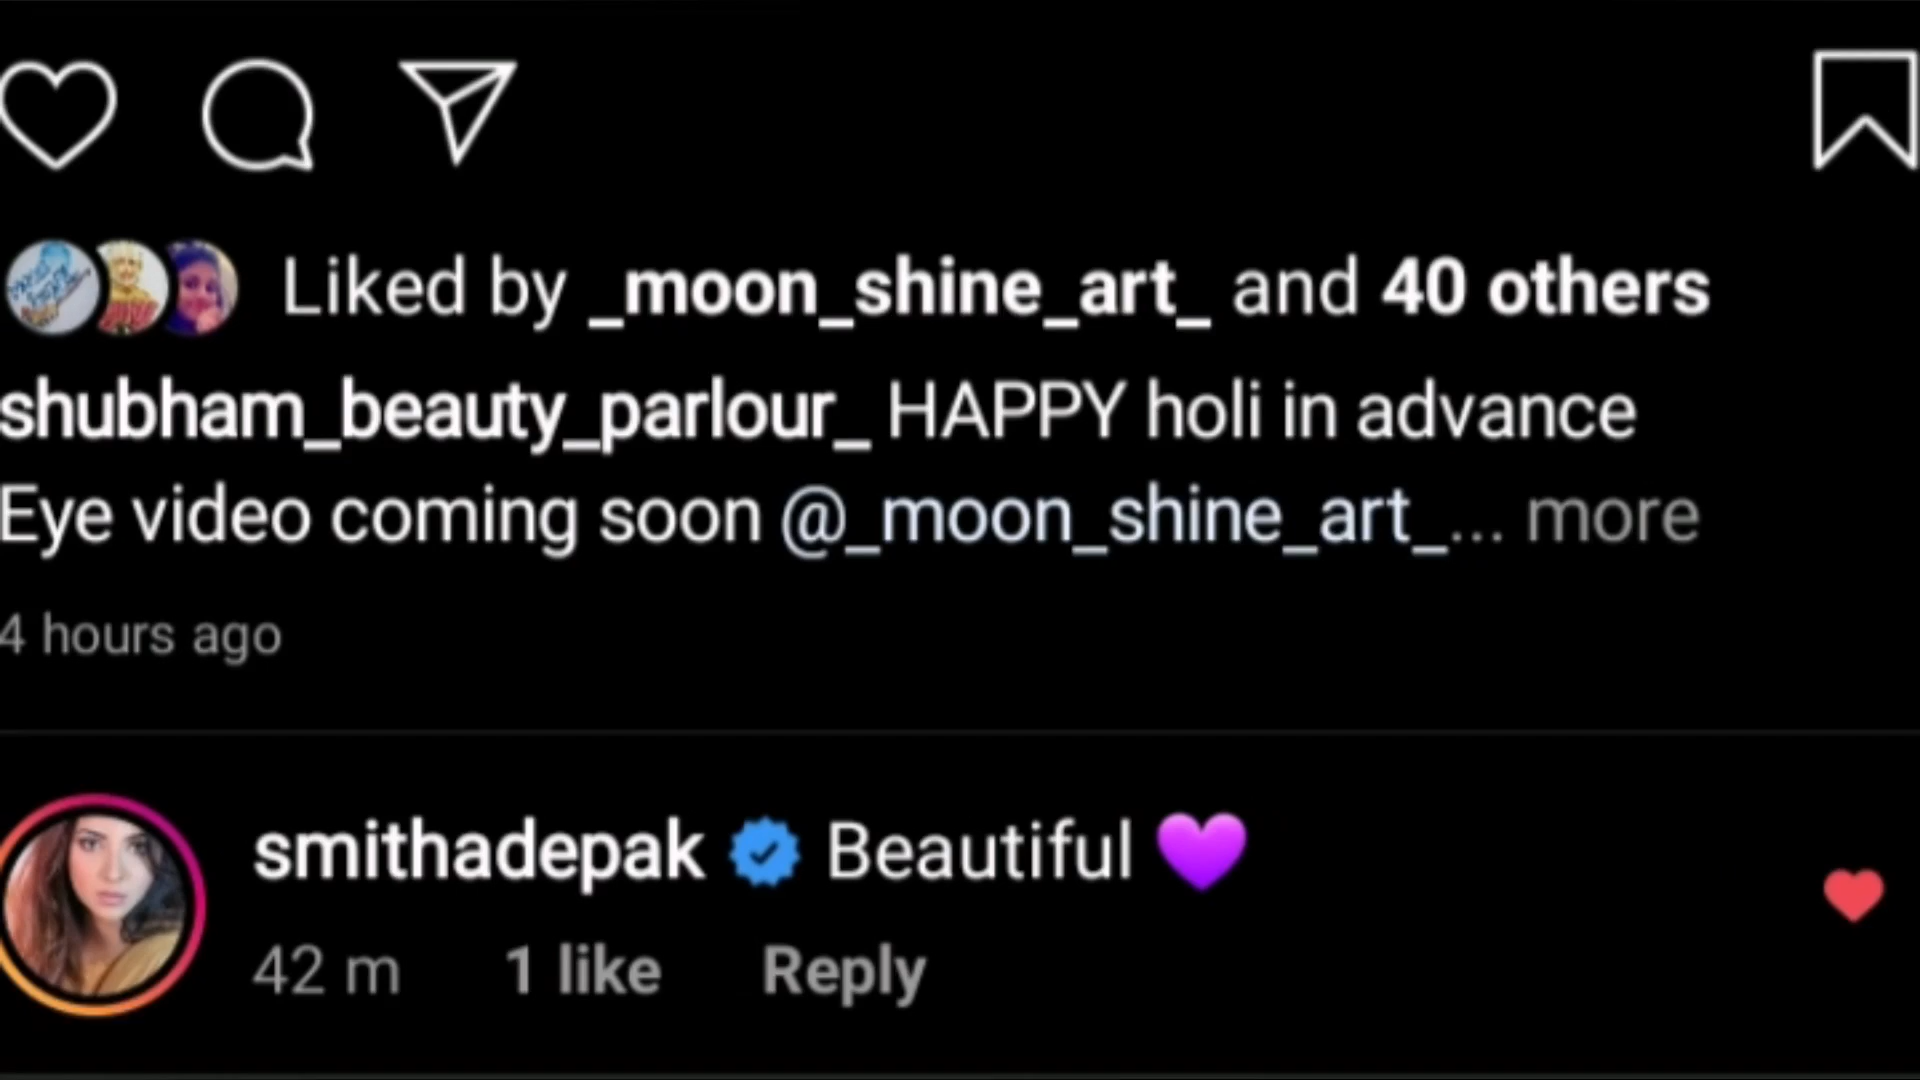 Liked by _moon_shine_art_ and 40 others
shubham_beauty_parlour_ HAPPY holi in advance
Eye video coming soon @_moon_shine_art_... more
4 hours ago
smithadepak Beautiful 💜
42 m 1 like Reply